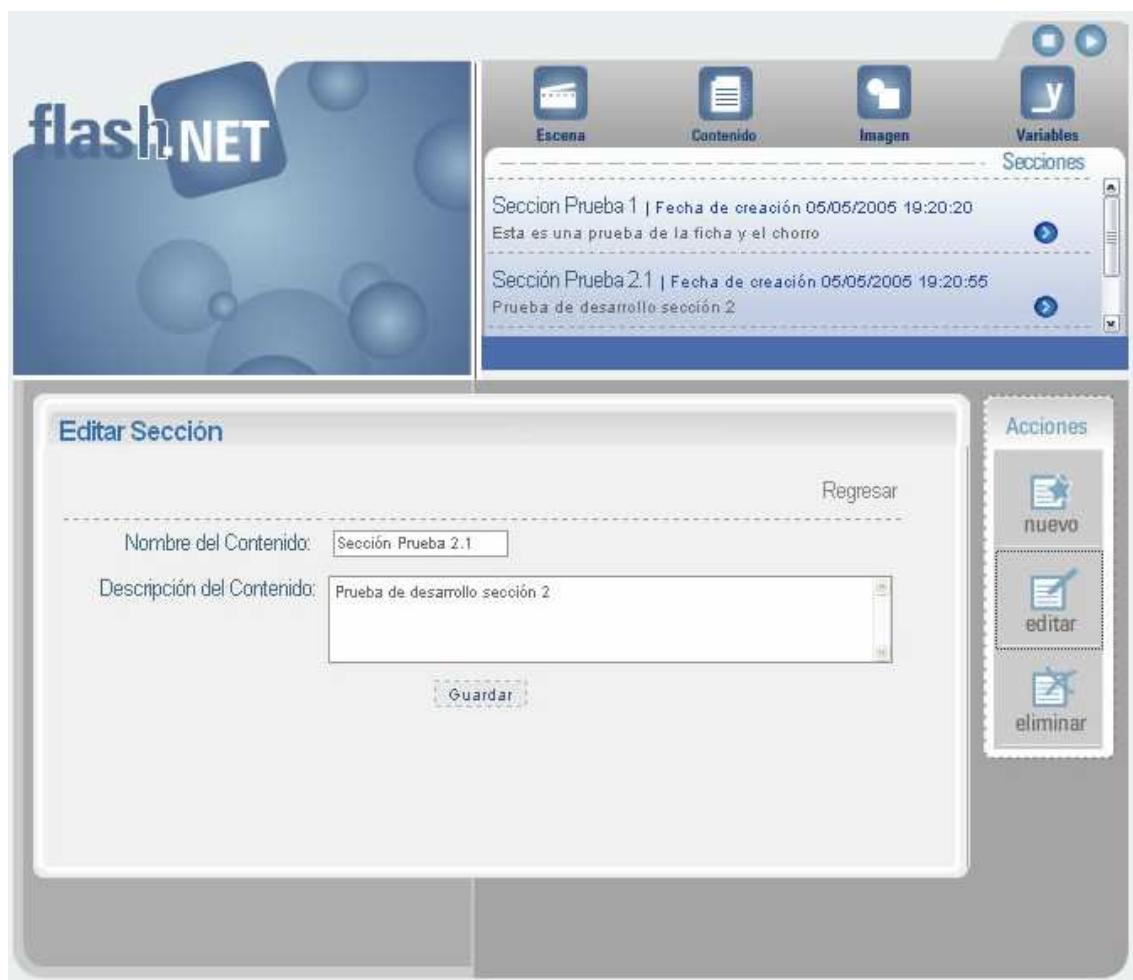 flash.NET
Escena
Contenido
Imagen
Variables
Secciones
Seccion Prueba 1 | Fecha de creación 05/05/2005 19:20:20
Esta es una prueba de la ficha y el chorro
Sección Prueba 2.1 | Fecha de creación 05/05/2005 19:20:55
Prueba de desarrollo sección 2
Editar Sección
Acciones
Regresar
nuevo
Nombre del Contenido: Sección Prueba 2.1
Descripción del Contenido: Prueba de desarrollo sección 2
editar
Guardar
eliminar